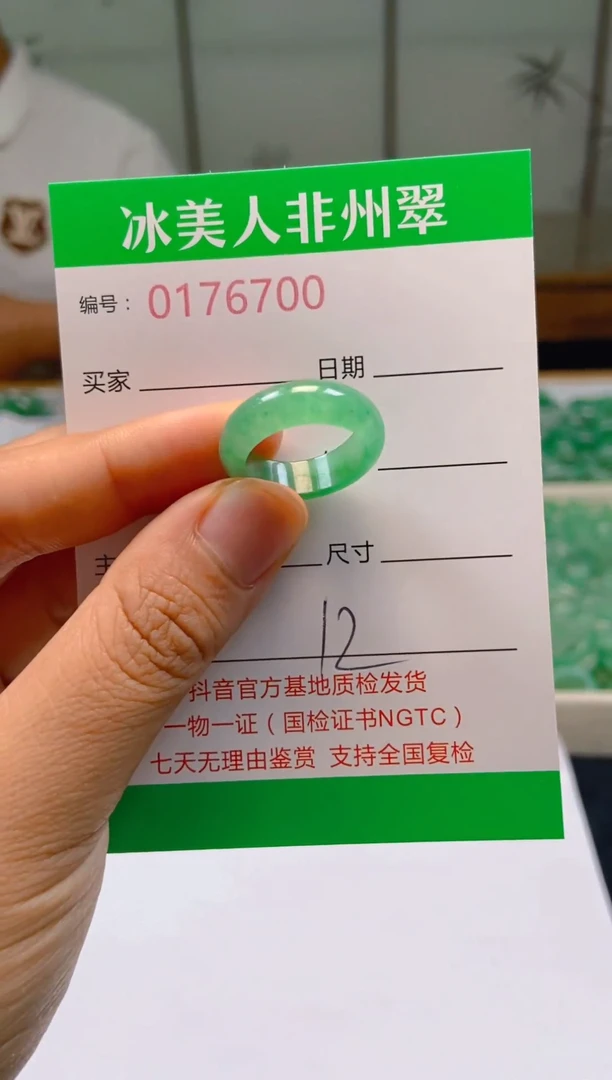 冰美人非州翠
编号：0176700
买家 日期
尺寸
12
抖音官方基地质检发货
一物一证（国检证书NGTC）
七天无理由鉴赏 支持全国复检